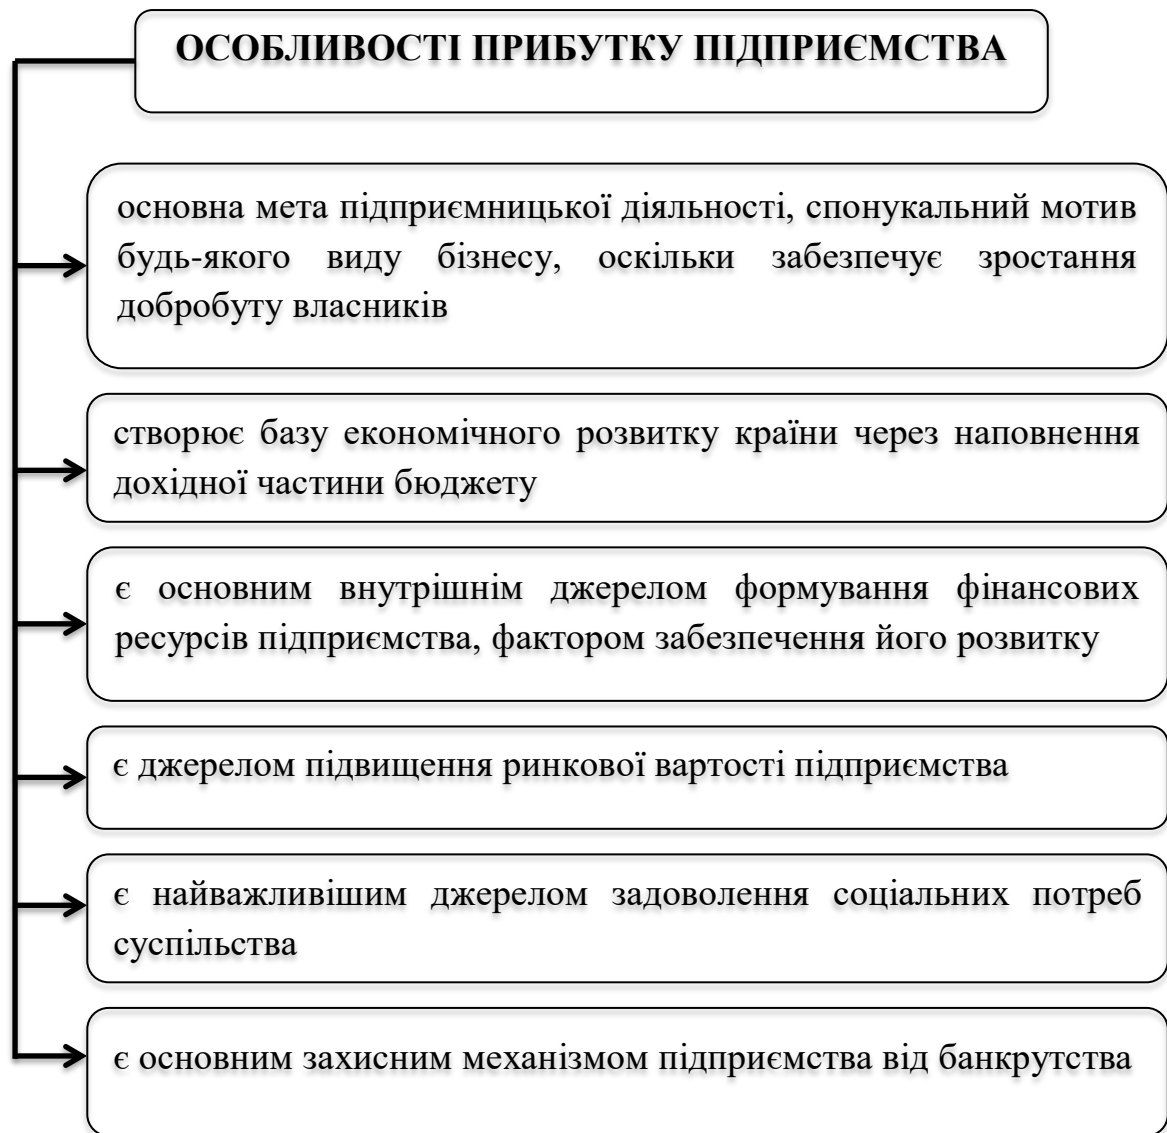 ОСОБЛИВОСТІ ПРИБУТКУ ПІДПРИЄМСТВА
основна мета підприємницької діяльності, спонукальний мотив
будь-якого виду бізнесу, оскільки забезпечує зростання
добробуту власників
створює базу економічного розвитку країни через наповнення
дохідної частини бюджету
є основним внутрішнім джерелом формування фінансових
ресурсів підприємства, фактором забезпечення його розвитку
є джерелом підвищення ринкової вартості підприємства
є найважливішим джерелом задоволення соціальних потреб
суспільства
є основним захисним механізмом підприємства від банкрутства